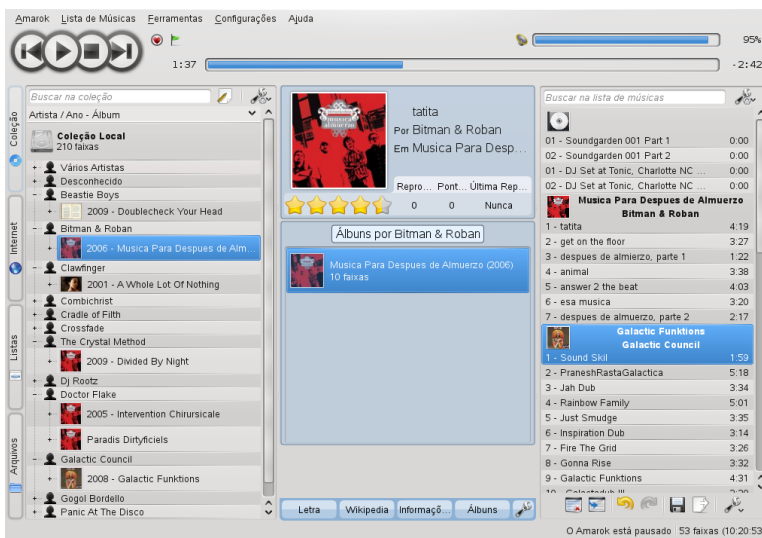 Amarok Lista de Músicas Ferramentas Configurações Ajuda
95%
1:37
-2:42
Coleção
Internet
Listas
Arquivos
Buscar na coleção
Artista / Ano - Álbum
Coleção Local
210 faixas
Vários Artistas
Desconhecido
Beastie Boys
2009 - Doublecheck Your Head
Bitman & Roban
2006 - Musica Para Despues de Alm...
Clawfinger
2001 - A Whole Lot Of Nothing
Combichrist
Cradle of Filth
Crossfade
The Crystal Method
2009 - Divided By Night
Dj Rootz
Doctor Flake
2005 - Intervention Chirursicale
Paradis Dirtyficiels
Galactic Council
2008 - Galactic Funktions
Gogol Bordello
Panic At The Disco
tatita
Por Bitman & Roban
Em Musica Para Desp...
Repro... Pont... Última Rep...
0 0 Nunca
Álbuns por Bitman & Roban
Musica Para Despues de Almuerzo (2006)
10 faixas
Letra Wikipedia Informaçõ... Álbuns
Buscar na lista de músicas
01 - Soundgarden 001 Part 1 0:00
02 - Soundgarden 001 Part 2 0:00
01 - DJ Set at Tonic, Charlotte NC ... 0:00
02 - DJ Set at Tonic, Charlotte NC ... 0:00
Musica Para Despues de Almuerzo
Bitman & Roban
1 - tatita 4:19
2 - get on the floor 3:27
3 - despues de almierzo, parte 1 1:22
4 - animal 3:38
5 - answer 2 the beat 4:03
6 - esa musica 3:20
7 - despues de almuerzo, parte 2 2:17
Galactic Funktions
Galactic Council
1 - Sound Skil 1:59
2 - PraneshRastaGalactica 5:18
3 - Jah Dub 3:34
4 - Rainbow Family 5:01
5 - Just Smudge 3:35
6 - Inspiration Dub 3:14
7 - Fire The Grid 3:26
8 - Gonna Rise 3:32
9 - Galactic Funktions 4:31
O Amarok está pausado 53 faixas (10:20:53